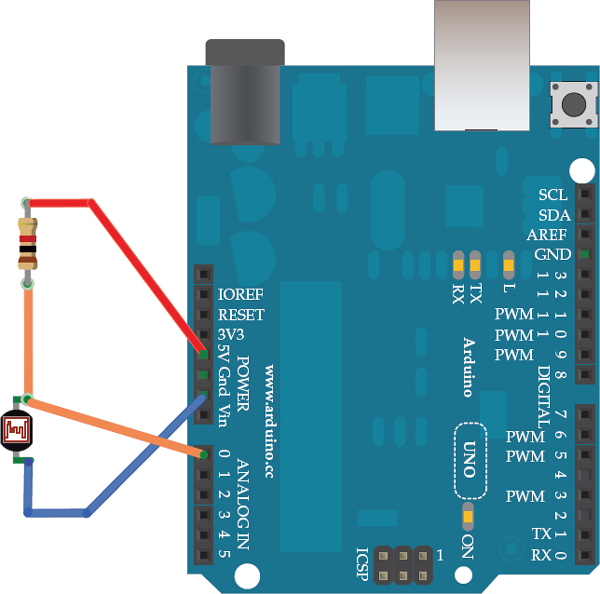 SCL
SDA
AREF
GND
13
12
PWM 11
PWM 10
PWM 9
8
DIGITAL
7
PWM 6
PWM 5
4
PWM 3
2
TX 1
RX 0
IOREF
RESET
3V3
5V
Gnd
Vin
POWER
0
1
2
3
4
5
ANALOG IN
www.arduino.cc
RX
TX
L
Arduino
UNO
ON
ICSP
1